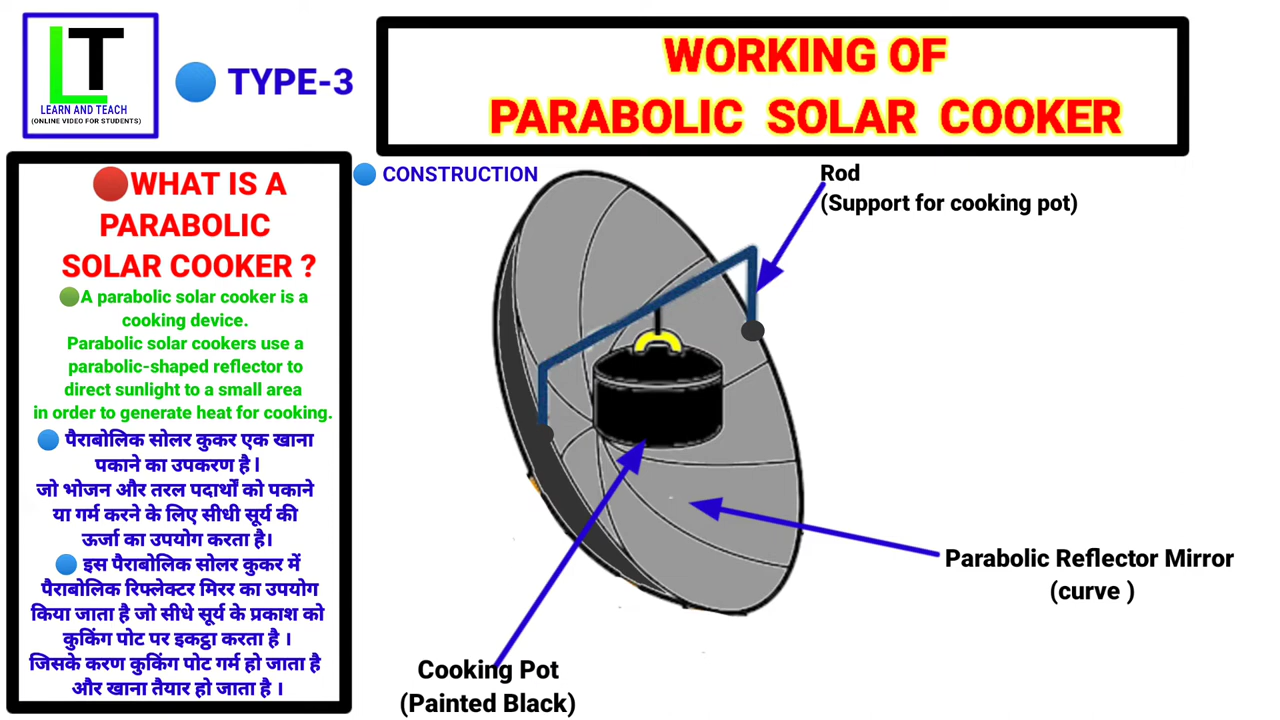 LT
LEARN AND TEACH
(ONLINE VIDEO FOR STUDENTS)
TYPE-3
WORKING OF
PARABOLIC SOLAR COOKER
WHAT IS A
PARABOLIC
SOLAR COOKER ?
A parabolic solar cooker is a
cooking device.
Parabolic solar cookers use a
parabolic-shaped reflector to
direct sunlight to a small area
in order to generate heat for cooking.
पैराबोलिक सोलर कुकर एक खाना
पकाने का उपकरण है।
जो भोजन और तरल पदार्थों को पकाने
या गर्म करने के लिए सीधी सूर्य की
ऊर्जा का उपयोग करता है।
इस पैराबोलिक सोलर कुकर में
पैराबोलिक रिफ्लेक्टर मिरर का उपयोग
किया जाता है जो सीधे सूर्य के प्रकाश को
कुकिंग पोट पर इकट्ठा करता है ।
जिसके करण कुकिंग पोट गर्म हो जाता है
और खाना तैयार हो जाता है ।
CONSTRUCTION
Rod
(Support for cooking pot)
Parabolic Reflector Mirror
(curve )
Cooking Pot
(Painted Black)